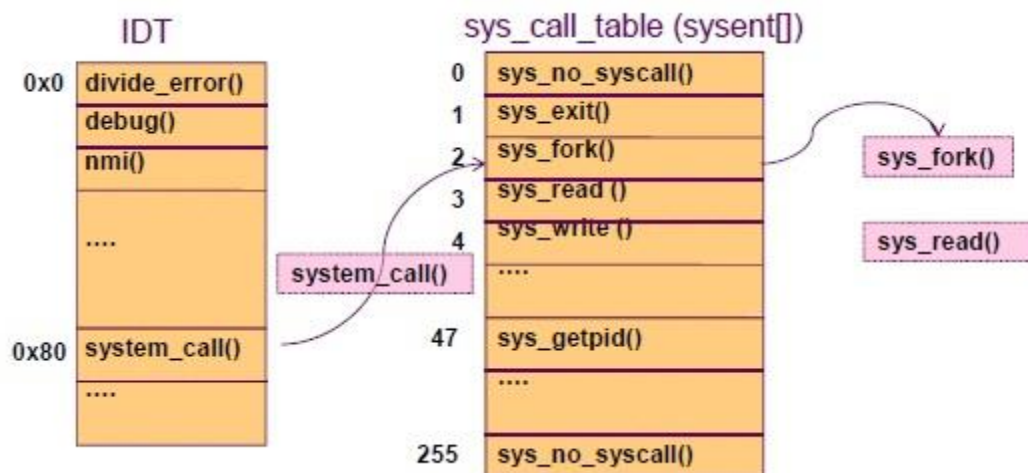 IDT
0x0 divide_error()
debug()
nmi()
....
0x80 system_call()
....
system_call()
sys_call_table (sysent[])
0 sys_no_syscall()
1 sys_exit()
2 sys_fork()
3 sys_read ()
4 sys_write ()
....
47 sys_getpid()
....
255 sys_no_syscall()
sys_fork()
sys_read()